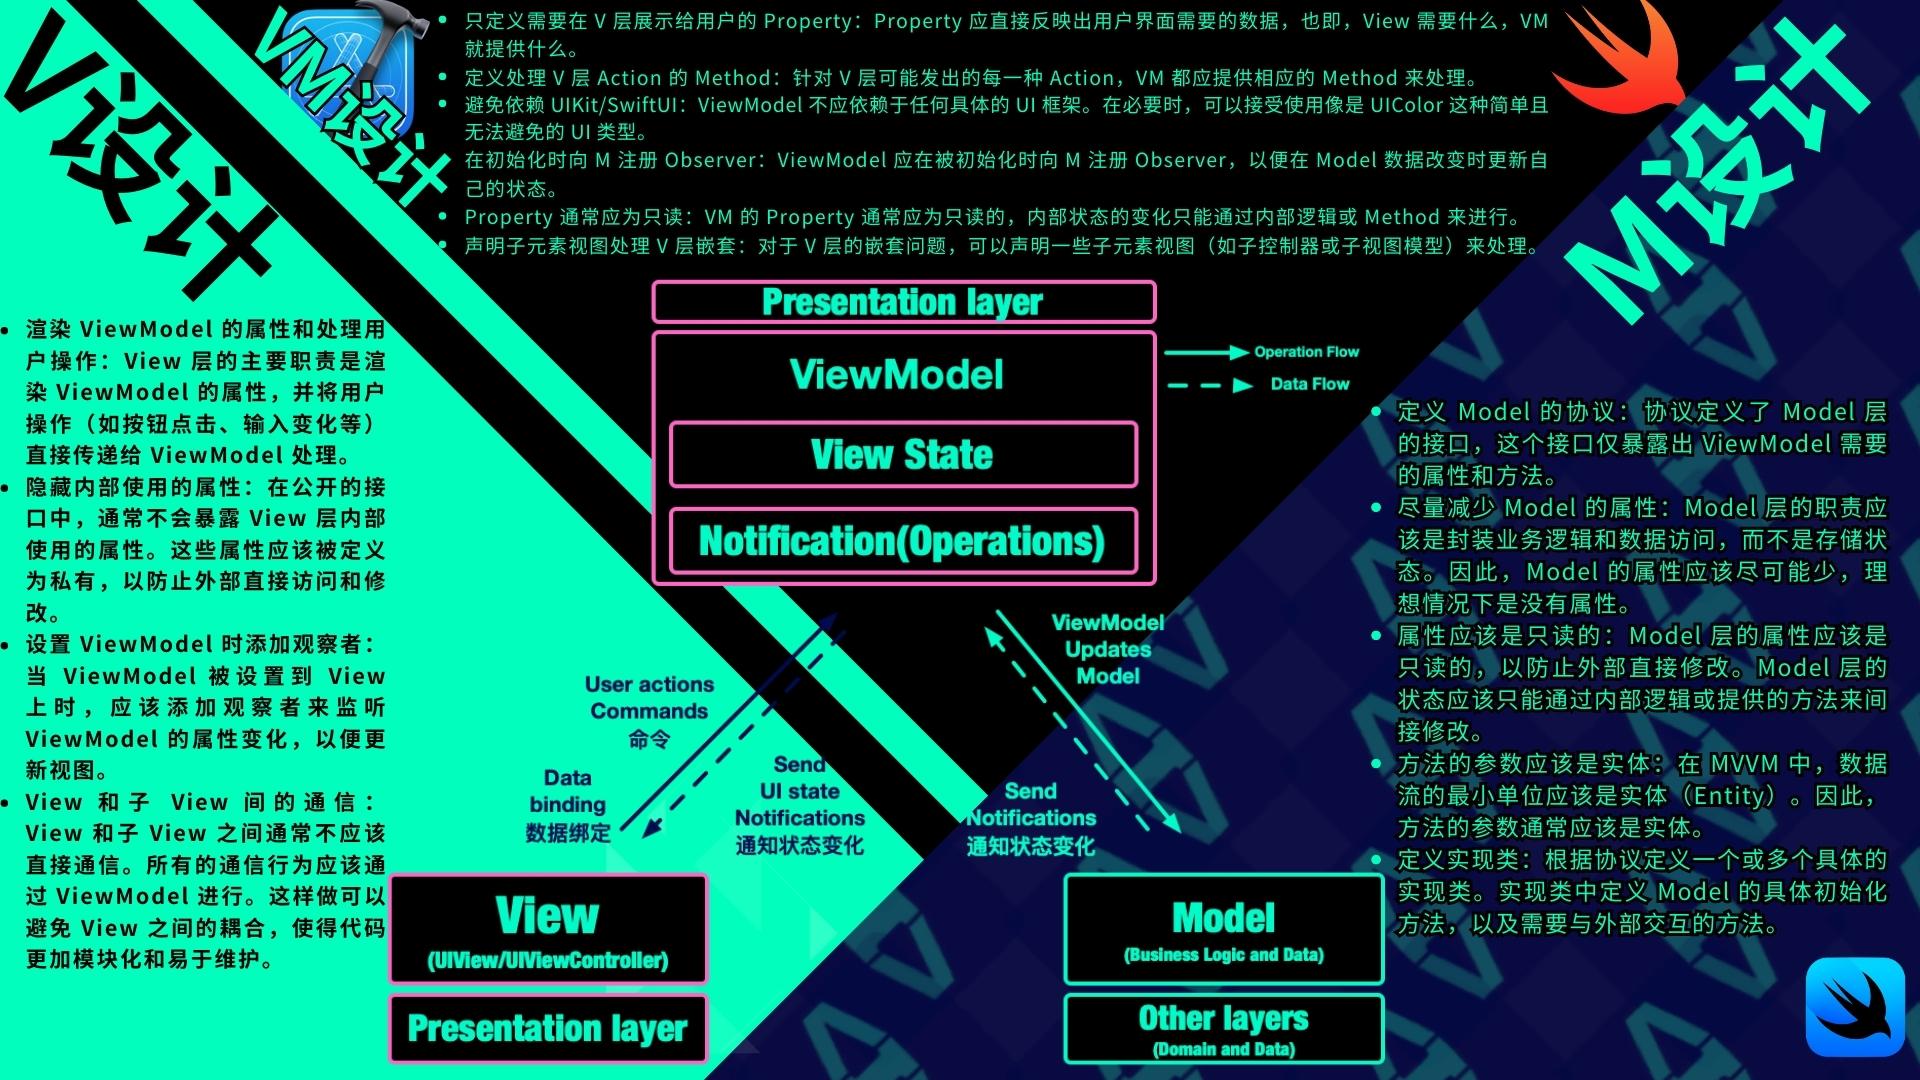 V设计
VM设计
只定义需要在 V 层展示给用户的 Property：Property 应直接反映出用户界面需要的数据，也即，View 需要什么，VM
就提供什么。
定义处理 V 层 Action 的 Method：针对 V 层可能发出的每一种 Action，VM 都应提供相应的 Method 来处理。
避免依赖 UIKit/SwiftUI：ViewModel 不应依赖于任何具体的 UI 框架。在必要时，可以接受使用像是 UIColor 这种简单且
无法避免的 UI 类型。
在初始化时向 M 注册 Observer：ViewModel 应在被初始化时向 M 注册 Observer，以便在 Model 数据改变时更新自
己的状态。
Property 通常应为只读：VM 的 Property 通常应为只读的，内部状态的变化只能通过内部逻辑或 Method 来进行。
声明子元素视图处理 V 层嵌套：对于 V 层的嵌套问题，可以声明一些子元素视图（如子控制器或子视图模型）来处理。
M设计
渲染 ViewModel 的属性和处理用
户操作：View 层的主要职责是渲
染 ViewModel 的属性，并将用户
操作（如按钮点击、输入变化等）
直接传递给 ViewModel 处理。
隐藏内部使用的属性：在公开的接
口中，通常不会暴露 View 层内部
使用的属性。这些属性应该被定义
为私有，以防止外部直接访问和修
改。
设置 ViewModel 时添加观察者：
当 ViewModel 被设置到 View
上时，应该添加观察者来监听
ViewModel 的属性变化，以便更
新视图。
View 和子 View 间的通信：
View 和子 View 之间通常不应该
直接通信。所有的通信行为应该通
过 ViewModel 进行。这样做可以
避免 View 之间的耦合，使得代码
更加模块化和易于维护。
Presentation layer
ViewModel
View State
Notification(Operations)
Operation Flow
Data Flow
User actions
Commands
命令
Data
binding
数据绑定
Send
UI state
Notifications
通知状态变化
ViewModel
Updates
Model
Send
Notifications
通知状态变化
View
(UIView/UIViewController)
Presentation layer
Model
(Business Logic and Data)
Other layers
(Domain and Data)
定义 Model 的协议：协议定义了 Model 层
的接口，这个接口仅暴露出 ViewModel 需要
的属性和方法。
尽量减少 Model 的属性：Model 层的职责应
该是封装业务逻辑和数据访问，而不是存储状
态。因此，Model 的属性应该尽可能少，理
想情况下是没有属性。
属性应该是只读的：Model 层的属性应该是
只读的，以防止外部直接修改。Model 层的
状态应该只能通过内部逻辑或提供的方法来间
接修改。
方法的参数应该是实体：在 MVVM 中，数据
流的最小单位应该是实体（Entity）。因此，
方法的参数通常应该是实体。
定义实现类：根据协议定义一个或多个具体的
实现类。实现类中定义 Model 的具体初始化
方法，以及需要与外部交互的方法。